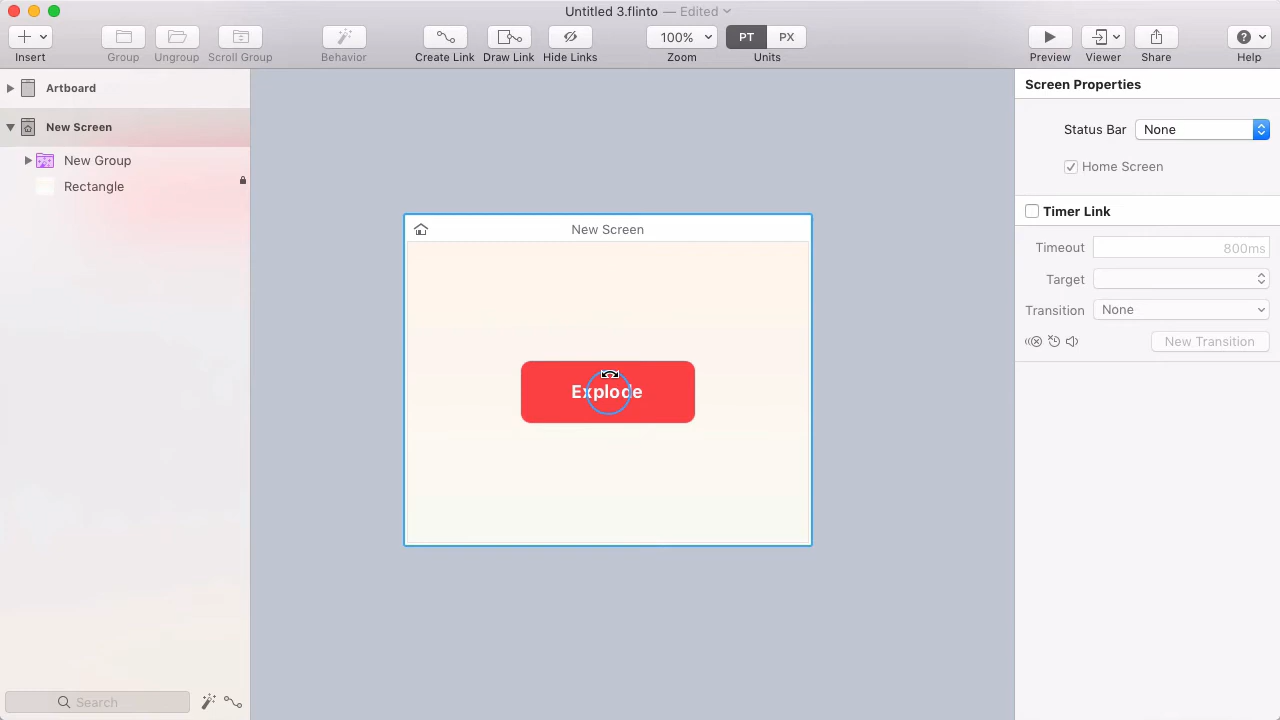 Untitled 3.flinto — Edited
Insert
Group
Ungroup
Scroll Group
Behavior
Create Link
Draw Link
Hide Links
100%
Zoom
PT
PX
Units
Preview
Viewer
Share
Help
Artboard
New Screen
New Group
Rectangle
Search
New Screen
Explode
Screen Properties
Status Bar
None
Home Screen
Timer Link
Timeout
800ms
Target
Transition
None
New Transition